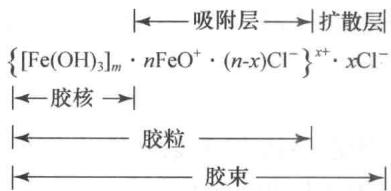 吸附层 扩散层
{[Fe(OH)₃]ₘ · nFeO⁺ · (n-x)Cl⁻}ˣ⁺ · xCl⁻
胶核
胶粒
胶束